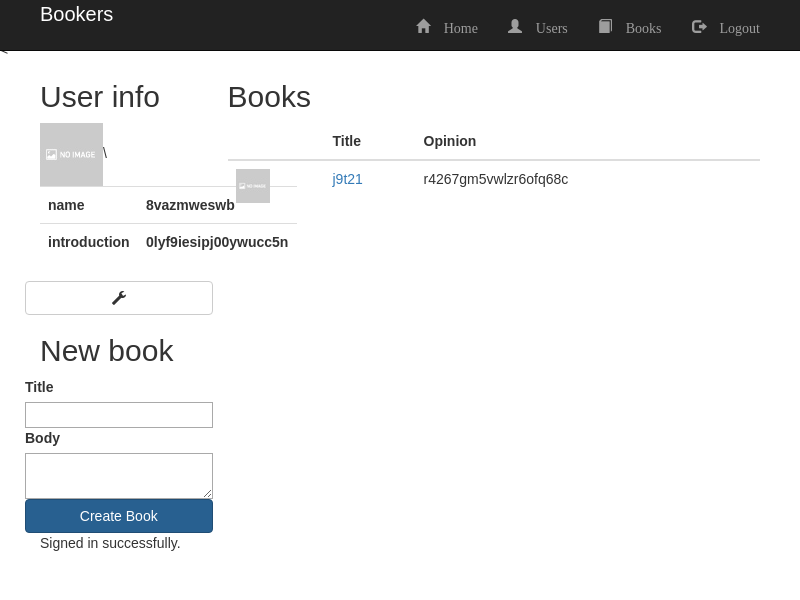 Bookers
Home Users Books Logout
<
User info
NO IMAGE \
name 8vazmweswb
introduction 0lyf9iesipj00ywucc5n
New book
Title
Body
Create Book
Signed in successfully.
Books
Title Opinion
NO IMAGE j9t21 r4267gm5vwlzr6ofq68c